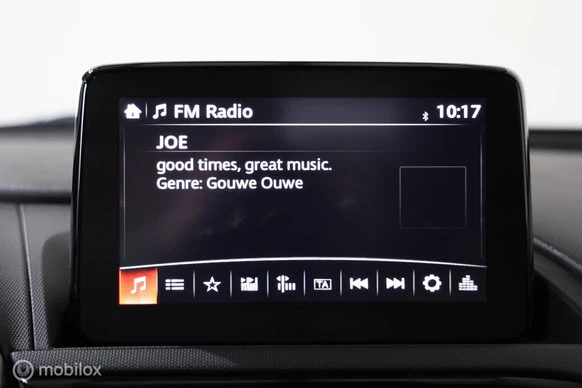 FM Radio 10:17
JOE
good times, great music.
Genre: Gouwe Ouwe
TA
mobilox